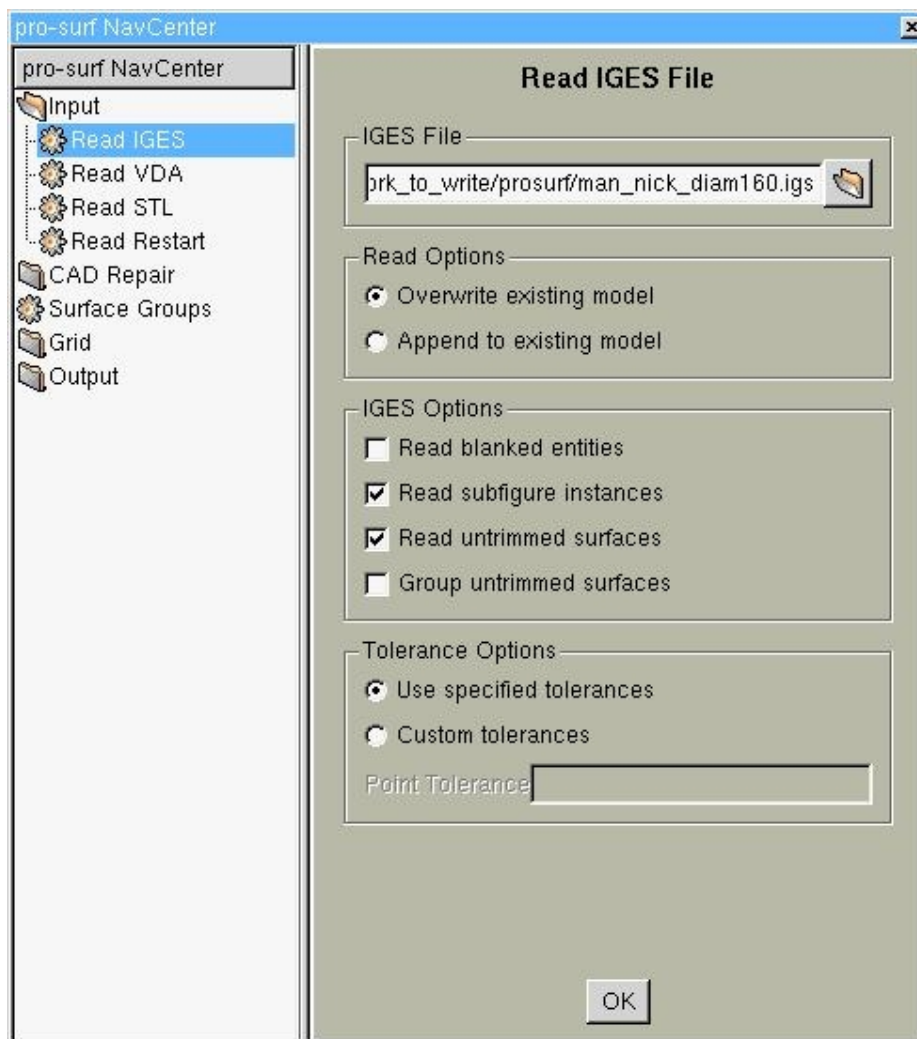 pro-surf NavCenter
pro-surf NavCenter
Input
Read IGES
Read VDA
Read STL
Read Restart
CAD Repair
Surface Groups
Grid
Output
Read IGES File
IGES File
ork_to_write/prosurf/man_nick_diam160.igs
Read Options
Overwrite existing model
Append to existing model
IGES Options
Read blanked entities
Read subfigure instances
Read untrimmed surfaces
Group untrimmed surfaces
Tolerance Options
Use specified tolerances
Custom tolerances
Point Tolerance
OK